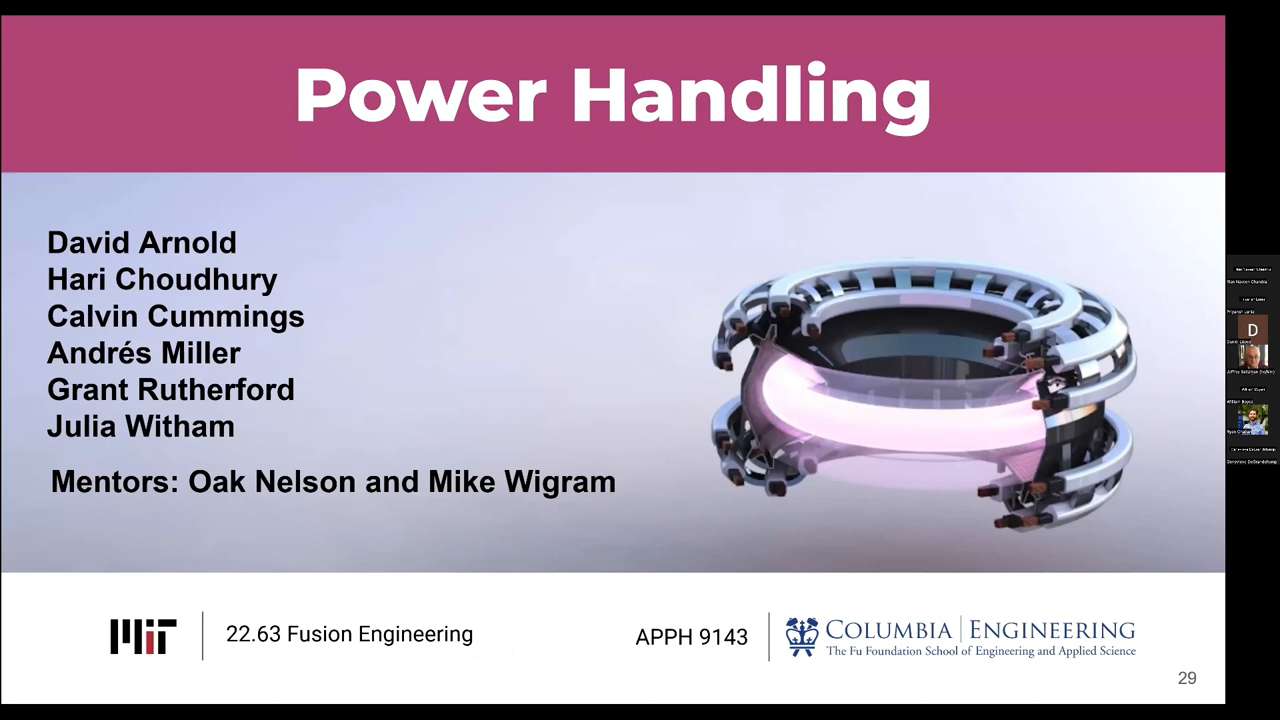 Power Handling
David Arnold
Hari Choudhury
Calvin Cummings
Andrés Miller
Grant Rutherford
Julia Witham
Mentors: Oak Nelson and Mike Wigram
MIT
22.63 Fusion Engineering
APPH 9143
COLUMBIA | ENGINEERING
The Fu Foundation School of Engineering and Applied Science
29
D